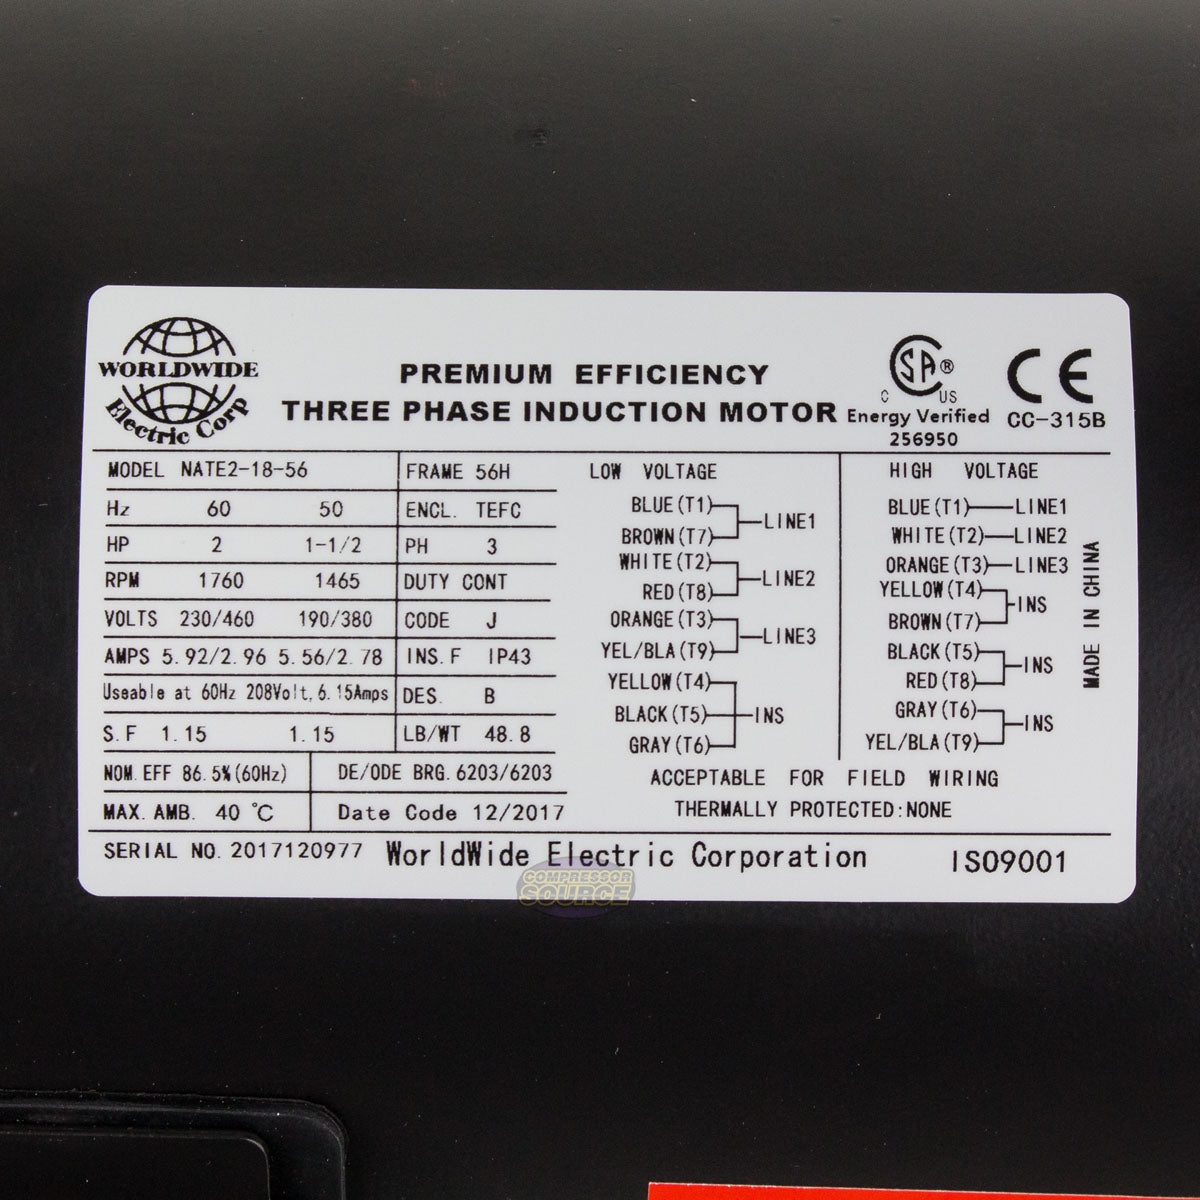 WORLDWIDE
Electric Corp
PREMIUM EFFICIENCY
THREE PHASE INDUCTION MOTOR
SA ®
C US
Energy Verified
256950
CE
CC-315B
MODEL NATE2-18-56
FRAME 56H
Hz 60 50
ENCL. TEFC
HP 2 1-1/2
PH 3
RPM 1760 1465
DUTY CONT
VOLTS 230/460 190/380
CODE J
AMPS 5.92/2.96 5.56/2.78
INS.F IP43
Useable at 60Hz 208Volt, 6.15Amps
DES. B
S.F 1.15 1.15
LB/WT 48.8
NOM.EFF 86.5%(60Hz)
DE/ODE BRG.6203/6203
MAX. AMB. 40 ℃
Date Code 12/2017
LOW VOLTAGE
BLUE(T1)
BROWN(T7)
LINE1
WHITE(T2)
RED(T8)
LINE2
ORANGE(T3)
YEL/BLA(T9)
LINE3
YELLOW(T4)
BLACK(T5)
INS
GRAY(T6)
HIGH VOLTAGE
BLUE(T1) LINE1
WHITE(T2) LINE2
ORANGE(T3) LINE3
YELLOW(T4)
BROWN(T7)
INS
BLACK(T5)
RED(T8)
INS
GRAY(T6)
YEL/BLA(T9)
INS
MADE IN CHINA
ACCEPTABLE FOR FIELD WIRING
THERMALLY PROTECTED:NONE
SERIAL NO. 2017120977 WorldWide Electric Corporation ISO9001
COMPRESSOR
SOURCE